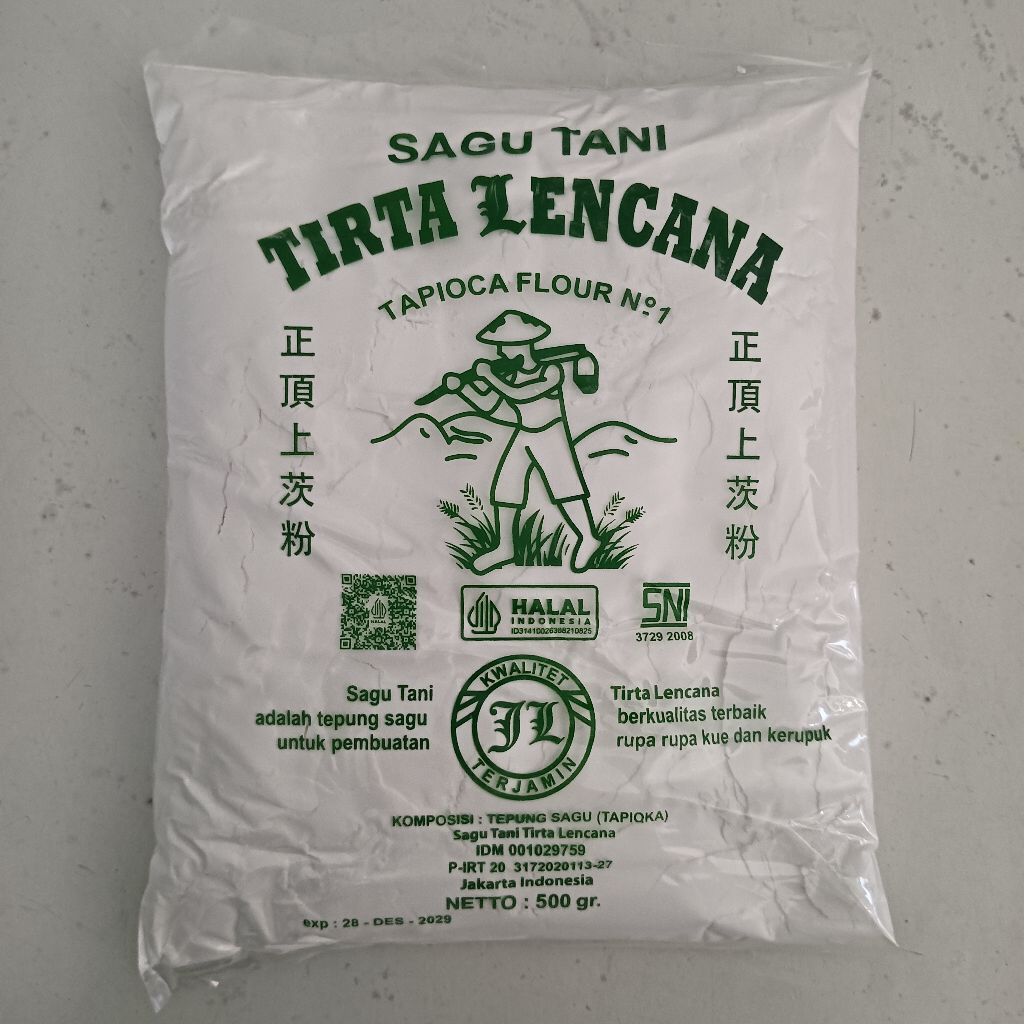 SAGU TANI
TIRTA LENCANA
TAPIOCA FLOUR Nº1
正頂上茨粉
正頂上茨粉
HALAL
HALAL
INDONESIA
ID31410026368210825
SNI
3729 2008
Sagu Tani
adalah tepung sagu
untuk pembuatan
KWALITET
JL
TERJAMIN
Tirta Lencana
berkualitas terbaik
rupa rupa kue dan kerupuk
KOMPOSISI : TEPUNG SAGU (TAPIOKA)
Sagu Tani Tirta Lencana
IDM 001029759
P-IRT 20 3172020113-27
Jakarta Indonesia
NETTO : 500 gr.
exp : 28 - DES - 2029